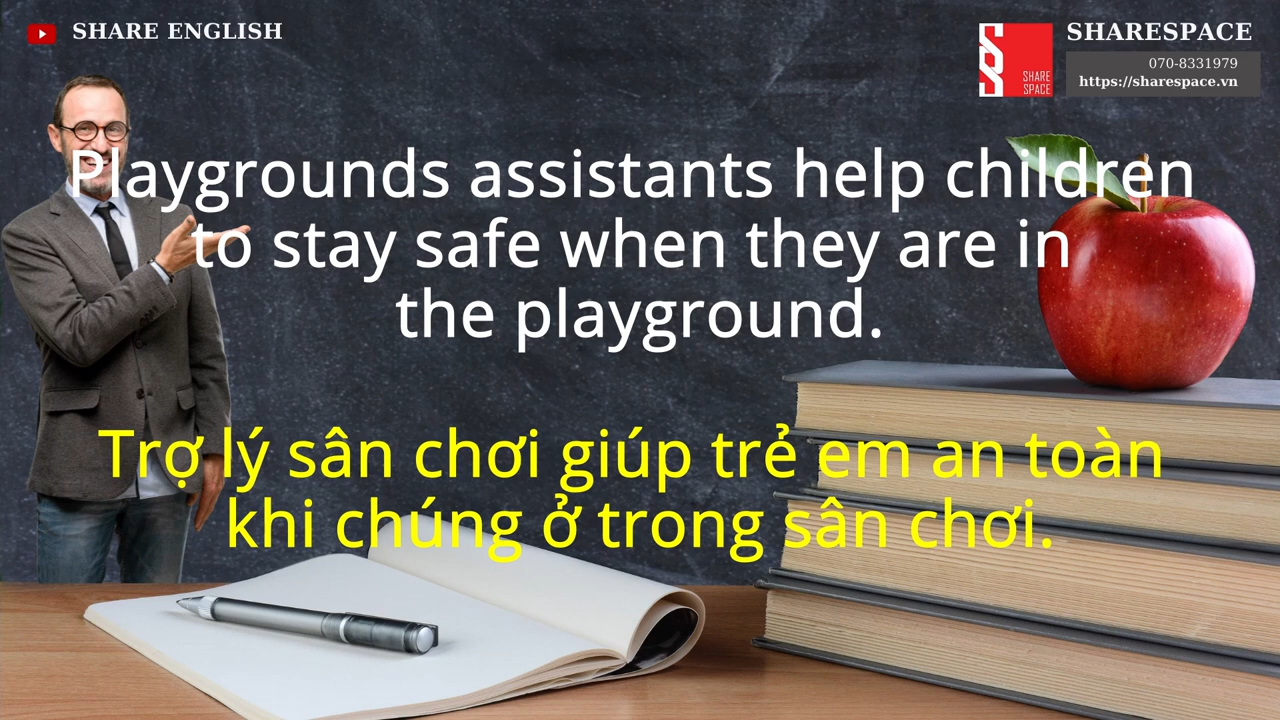 SHARE ENGLISH
SHARESPACE
070-8331979
https://sharespace.vn
SHARE
SPACE
Playgrounds assistants help children
to stay safe when they are in
the playground.
Trợ lý sân chơi giúp trẻ em an toàn
khi chúng ở trong sân chơi.